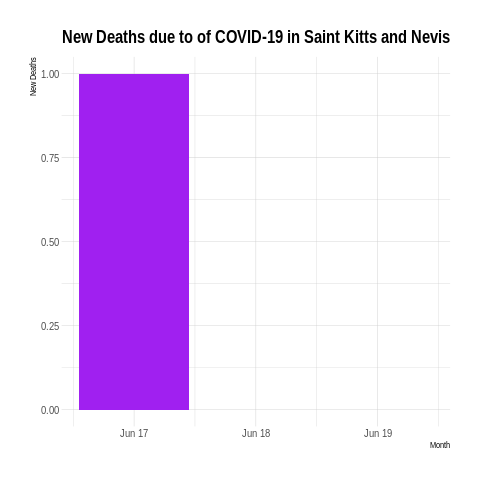 New Deaths due to of COVID-19 in Saint Kitts and Nevis
New Deaths
1.00
0.75
0.50
0.25
0.00
Jun 17 Jun 18 Jun 19
Month